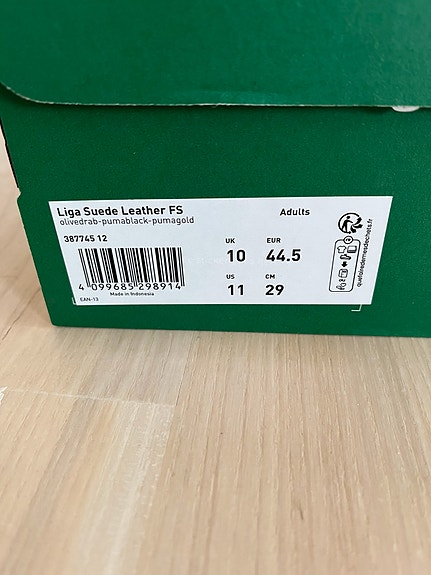 Liga Suede Leather FS
olivedrab-pumablack-pumagold
Adults
387745 12
UK EUR
10 44.5
US CM
11 29
4 099685 298914
EAN-13 Made in Indonesia
quefairedemesdechets.fr
FR